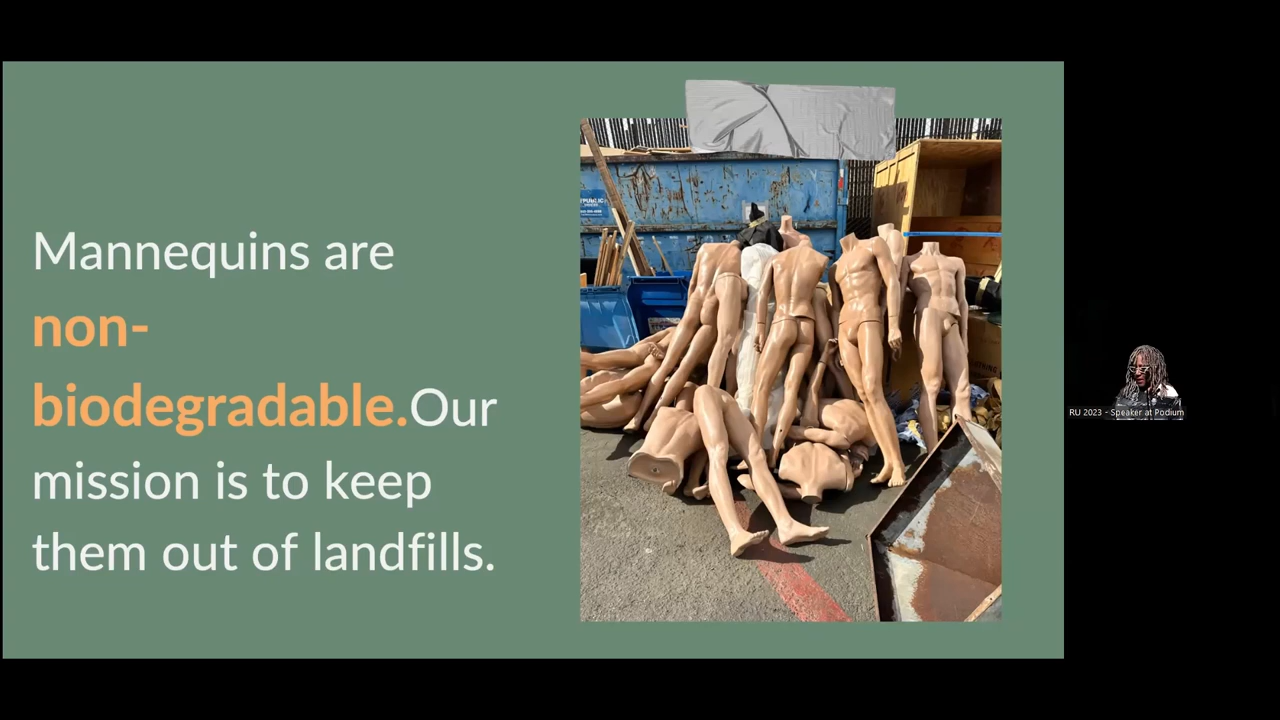 Mannequins are
non-
biodegradable.Our
mission is to keep
them out of landfills.
RU 2023 - Speaker at Podium